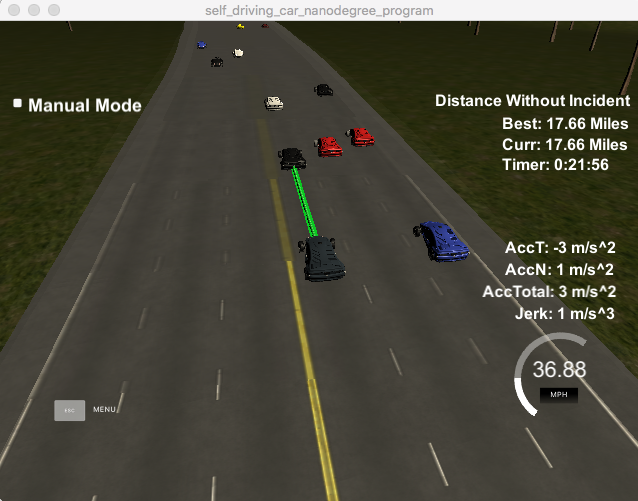 self_driving_car_nanodegree_program
Manual Mode
Distance Without Incident
Best: 17.66 Miles
Curr: 17.66 Miles
Timer: 0:21:56
AccT: -3 m/s^2
AccN: 1 m/s^2
AccTotal: 3 m/s^2
Jerk: 1 m/s^3
36.88
MPH
ESC MENU